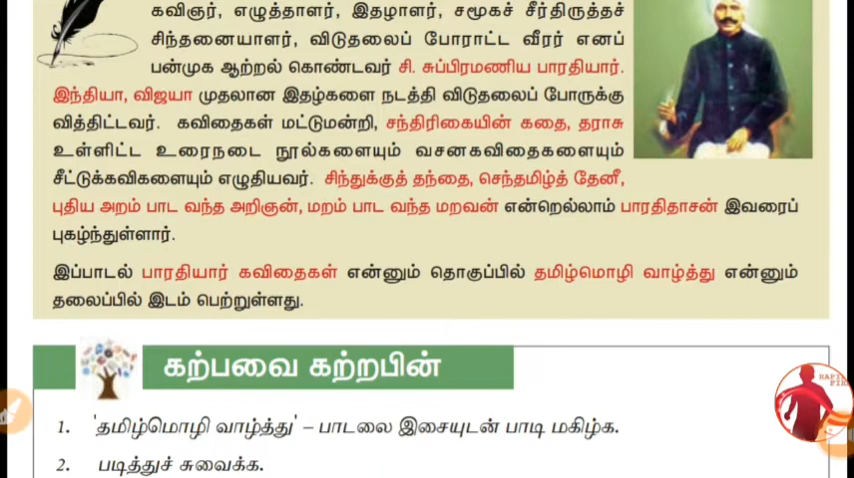 கவிஞர், எழுத்தாளர், இதழாளர், சமூகச் சீர்திருத்தச்
சிந்தனையாளர், விடுதலைப் போராட்ட வீரர் எனப்
பன்முக ஆற்றல் கொண்டவர் சி. சுப்பிரமணிய பாரதியார்.
இந்தியா, விஜயா முதலான இதழ்களை நடத்தி விடுதலைப் போருக்கு
வித்திட்டவர். கவிதைகள் மட்டுமன்றி, சந்திரிகையின் கதை, தராசு
உள்ளிட்ட உரைநடை நூல்களையும் வசனகவிதைகளையும்
சீட்டுக்கவிகளையும் எழுதியவர். சிந்துக்குத் தந்தை, செந்தமிழ்த் தேனீ,
புதிய அறம் பாட வந்த அறிஞன், மறம் பாட வந்த மறவன் என்றெல்லாம் பாரதிதாசன் இவரைப்
புகழ்ந்துள்ளார்.
இப்பாடல் பாரதியார் கவிதைகள் என்னும் தொகுப்பில் தமிழ்மொழி வாழ்த்து என்னும்
தலைப்பில் இடம் பெற்றுள்ளது.
கற்பவை கற்றபின்
1. 'தமிழ்மொழி வாழ்த்து' – பாடலை இசையுடன் பாடி மகிழ்க.
2. படித்துச் சுவைக்க.